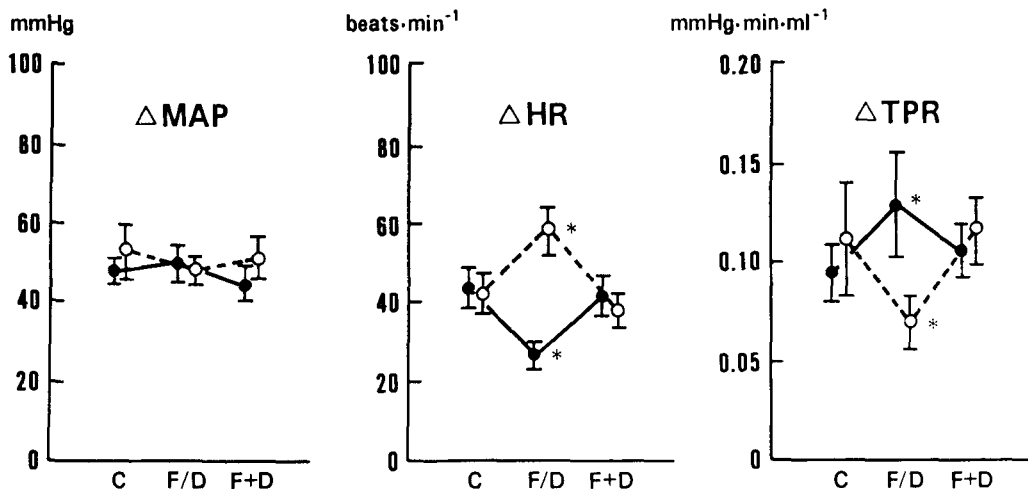 mmHg
100
80
60
40
20
0
△ MAP
C F/D F+D
beats·min⁻¹
100
80
60
40
20
0
△ HR
*
*
C F/D F+D
mmHg·min·ml⁻¹
0.20
0.15
0.10
0.05
0
△ TPR
*
*
C F/D F+D